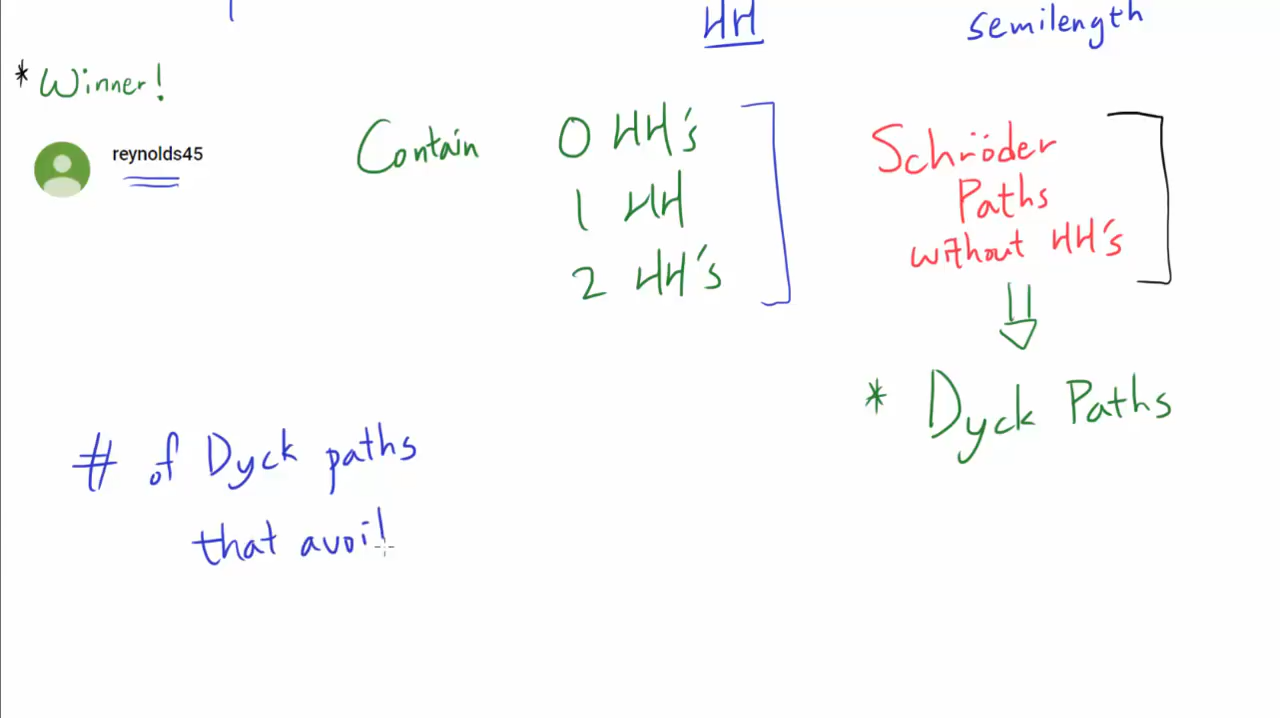 HH
semilength
* Winner!
reynolds45
Contain
0 HH's
1 HH
2 HH's
Schröder
Paths
without HH's
* Dyck Paths
# of Dyck paths
that